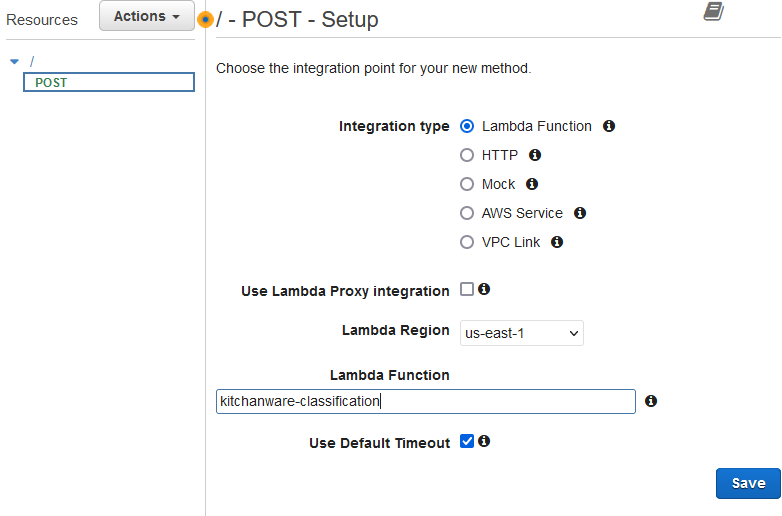 Resources
Actions
/ - POST - Setup
/
POST
Choose the integration point for your new method.
Integration type
Lambda Function
HTTP
Mock
AWS Service
VPC Link
Use Lambda Proxy integration
Lambda Region
us-east-1
Lambda Function
kitchanware-classification
Use Default Timeout
Save